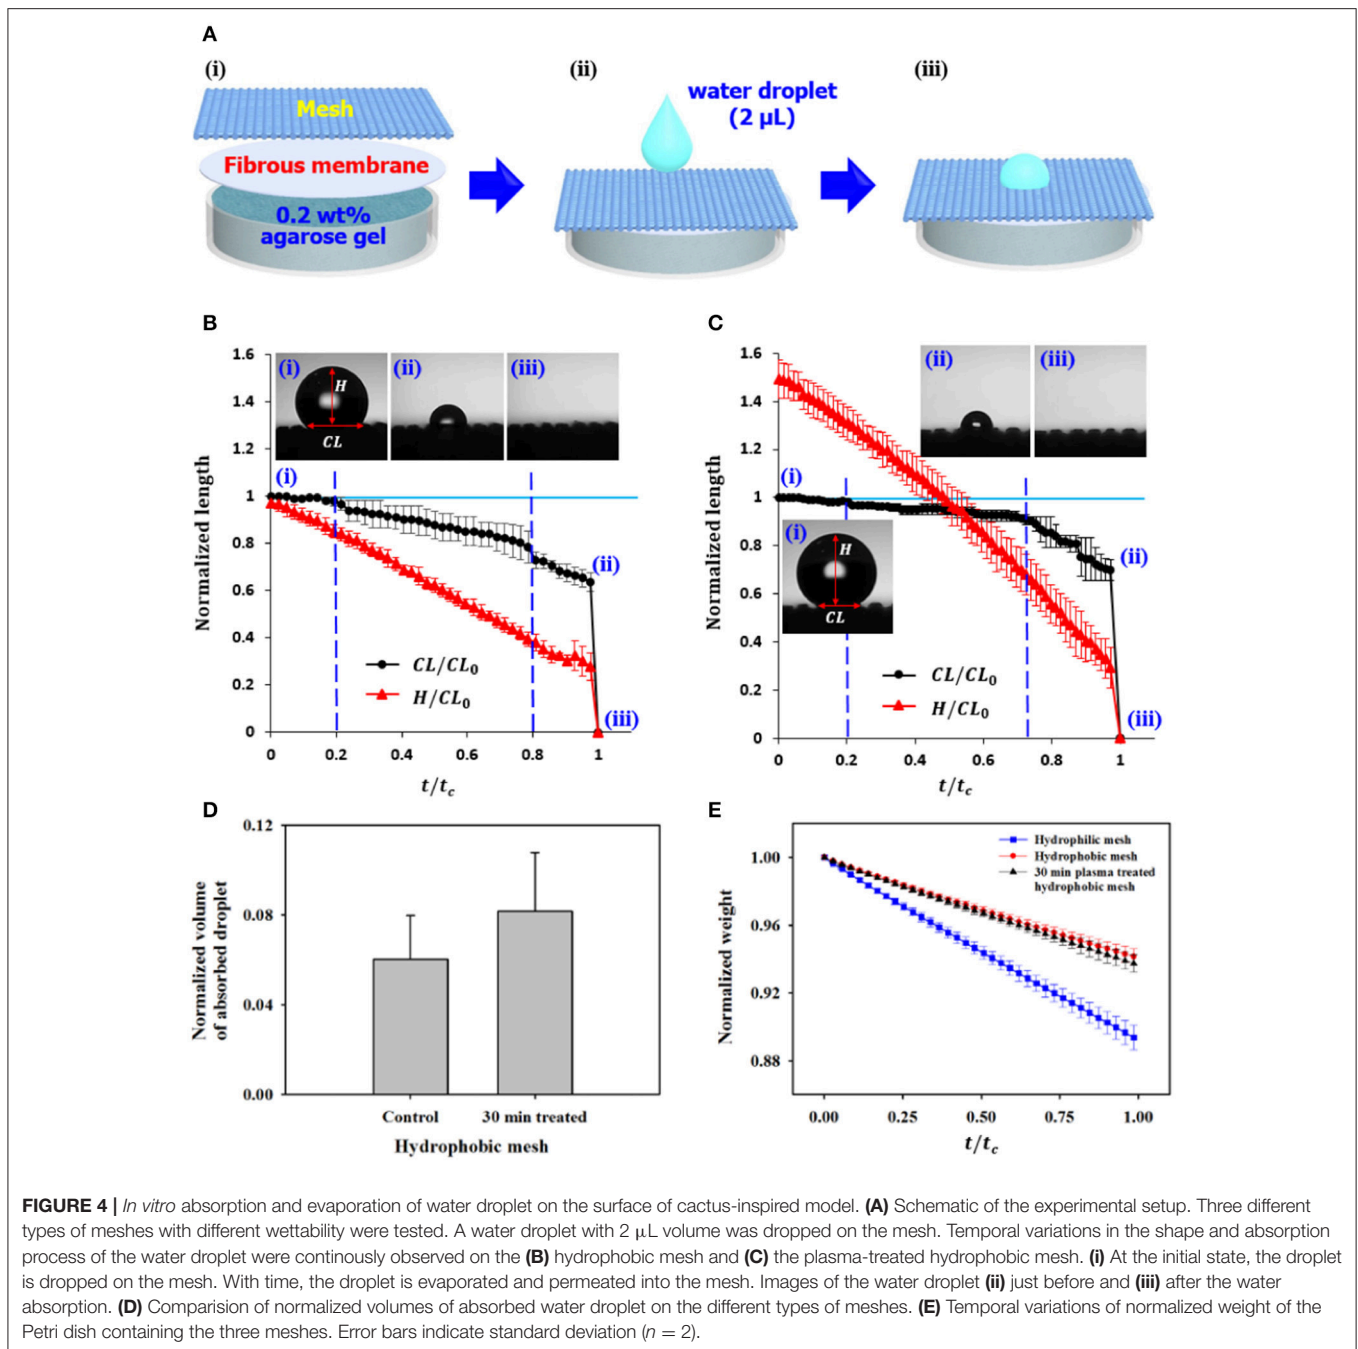 A
(i)
(ii)
(iii)
Mesh
Fibrous membrane
0.2 wt%
agarose gel
water droplet
(2 µL)
B
1.6
1.4
1.2
1
0.8
0.6
0.4
0.2
0
Normalized length
(i)
H
CL
(ii)
(iii)
(i)
(ii)
(iii)
CL/CL₀
H/CL₀
0
0.2
0.4
0.6
0.8
1
t/t_c
C
1.6
1.4
1.2
1
0.8
0.6
0.4
0.2
0
Normalized length
(ii)
(iii)
(i)
(i)
H
CL
(ii)
(iii)
CL/CL₀
H/CL₀
0
0.2
0.4
0.6
0.8
1
t/t_c
D
0.12
0.08
0.04
0.00
Normalized volume
of absorbed droplet
Control
30 min treated
Hydrophobic mesh
E
1.00
0.96
0.92
0.88
Normalized weight
Hydrophilic mesh
Hydrophobic mesh
30 min plasma treated
hydrophobic mesh
0.00
0.25
0.50
0.75
1.00
t/t_c
FIGURE 4 | In vitro absorption and evaporation of water droplet on the surface of cactus-inspired model. (A) Schematic of the experimental setup. Three different
types of meshes with different wettability were tested. A water droplet with 2 µL volume was dropped on the mesh. Temporal variations in the shape and absorption
process of the water droplet were continously observed on the (B) hydrophobic mesh and (C) the plasma-treated hydrophobic mesh. (i) At the initial state, the droplet
is dropped on the mesh. With time, the droplet is evaporated and permeated into the mesh. Images of the water droplet (ii) just before and (iii) after the water
absorption. (D) Comparision of normalized volumes of absorbed water droplet on the different types of meshes. (E) Temporal variations of normalized weight of the
Petri dish containing the three meshes. Error bars indicate standard deviation (n = 2).